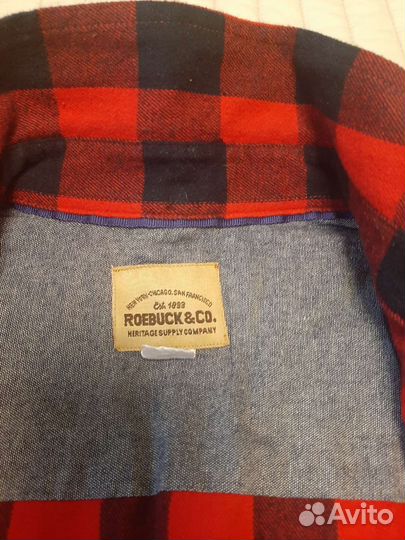 NEW YORK-CHICAGO, SAN FRANCISCO
Est. 1893
ROEBUCK & CO.
HERITAGE SUPPLY COMPANY
Avito